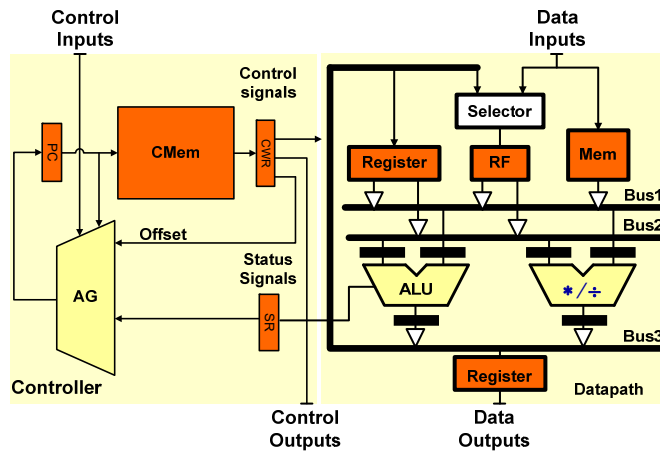 Control
Inputs
Data
Inputs
Control
signals
Selector
PC
CMem
CWR
Register
RF
Mem
Bus1
Offset
Bus2
Status
Signals
AG
SR
ALU
*/÷
Bus3
Controller
Register
Datapath
Control
Outputs
Data
Outputs